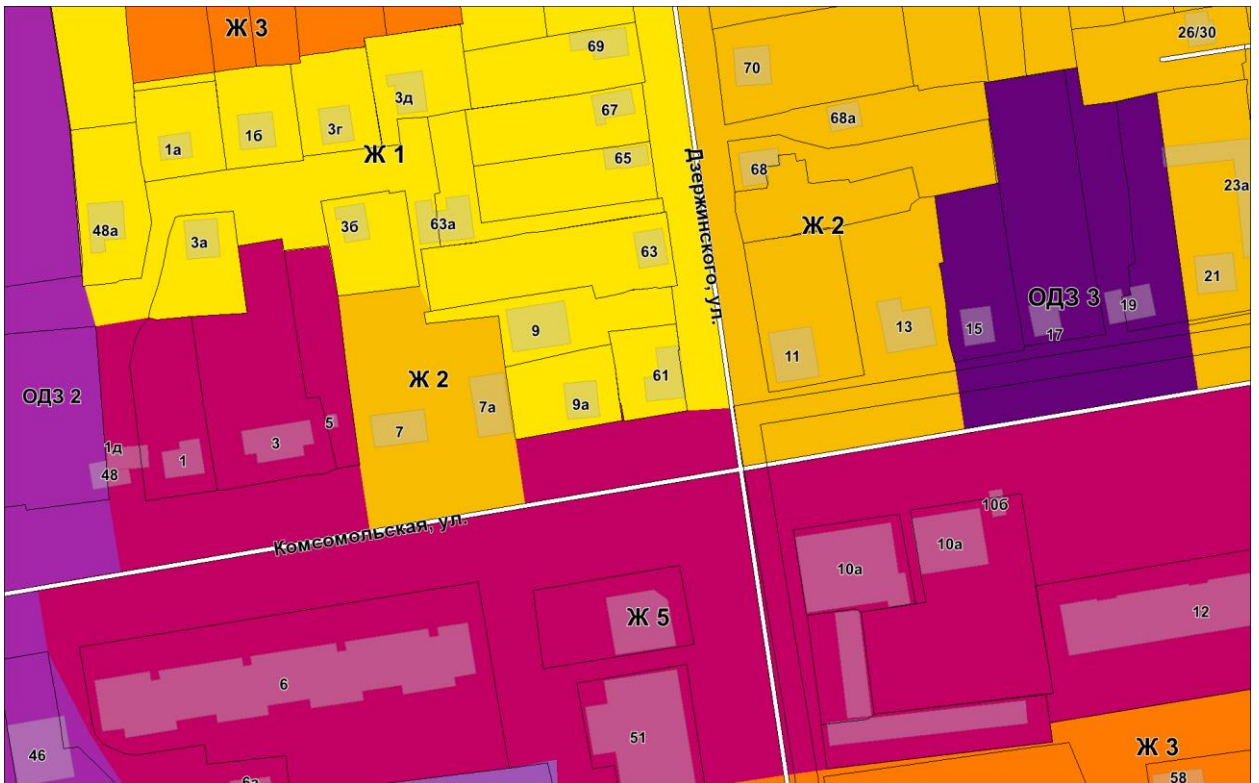 Ж 3
69
26/30
70
3д
67
1б
3г
68а
1а
Ж 1
65
68
Дзержинского, ул.
23а
48а
3б
63а
Ж 2
3а
63
21
ОДЗ 3
19
9
15
17
13
11
Ж 2
61
ОДЗ 2
7а
9а
5
7
3
1д
1
48
10б
Комсомольская, ул.
10а
10а
12
Ж 5
6
51
Ж 3
46
58
6а